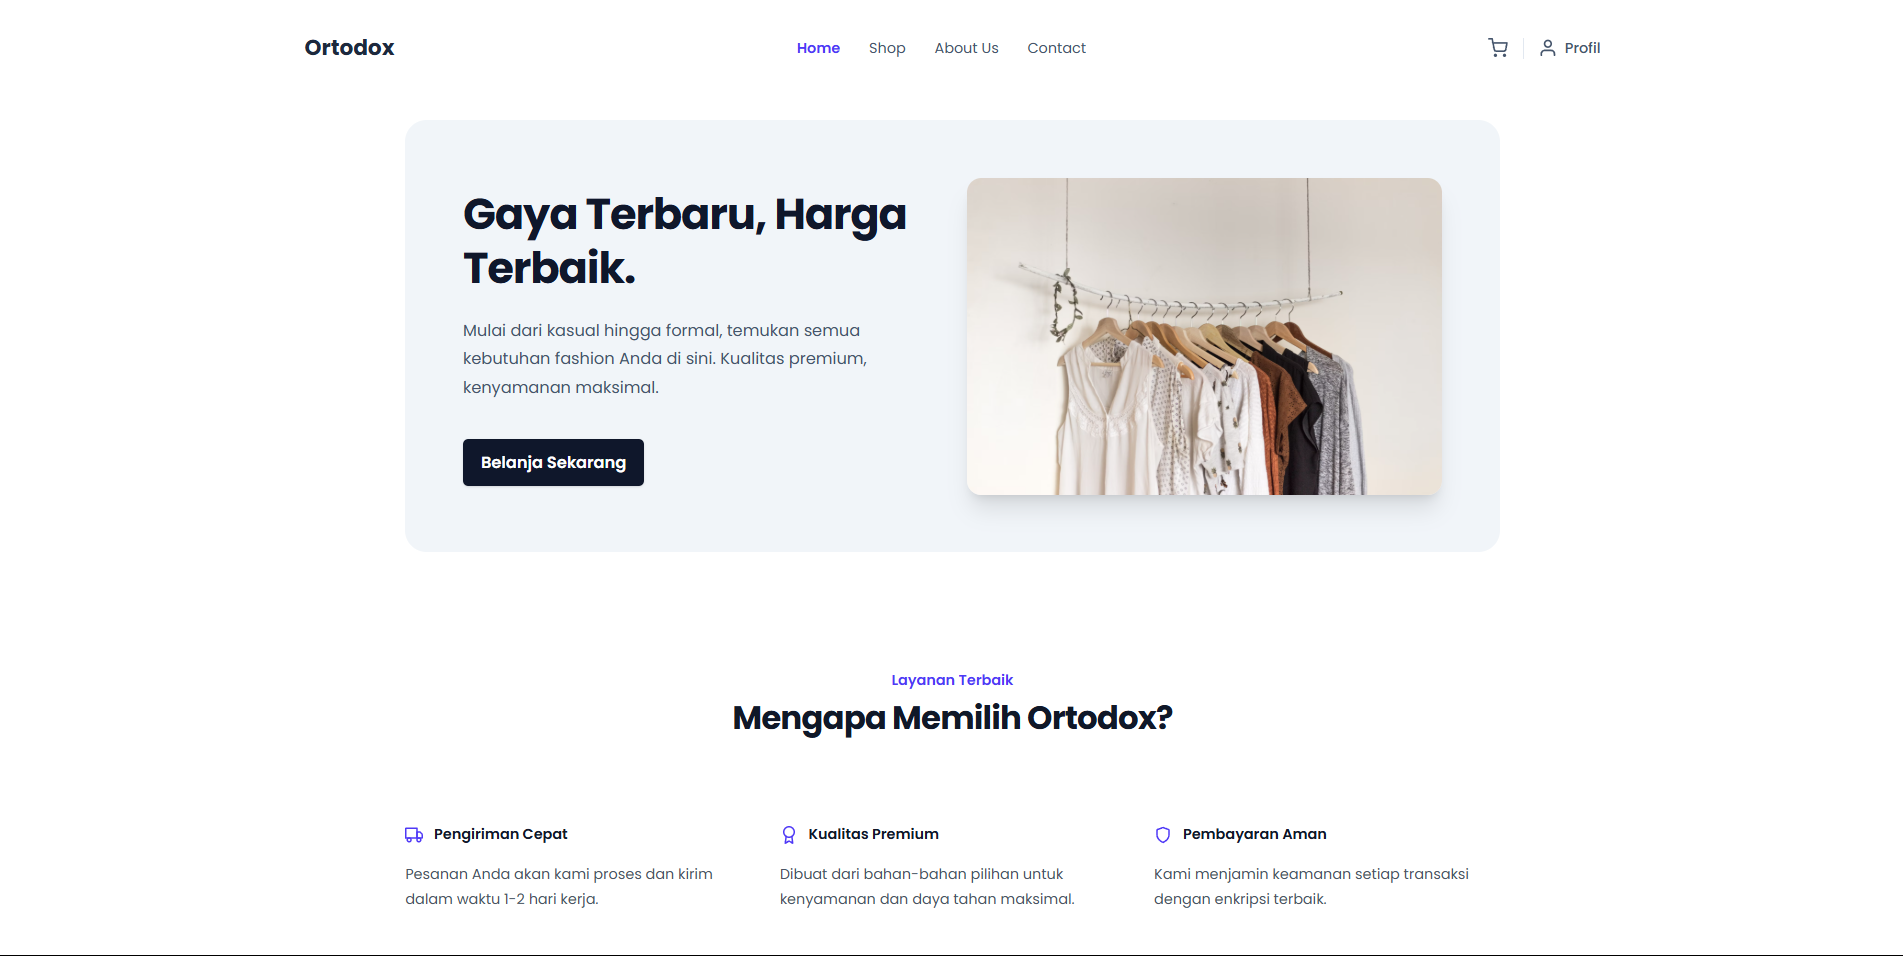 Ortodox
Home
Shop
About Us
Contact
Profil
Gaya Terbaru, Harga
Terbaik.
Mulai dari kasual hingga formal, temukan semua
kebutuhan fashion Anda di sini. Kualitas premium,
kenyamanan maksimal.
Belanja Sekarang
Layanan Terbaik
Mengapa Memilih Ortodox?
Pengiriman Cepat
Pesanan Anda akan kami proses dan kirim
dalam waktu 1-2 hari kerja.
Kualitas Premium
Dibuat dari bahan-bahan pilihan untuk
kenyamanan dan daya tahan maksimal.
Pembayaran Aman
Kami menjamin keamanan setiap transaksi
dengan enkripsi terbaik.